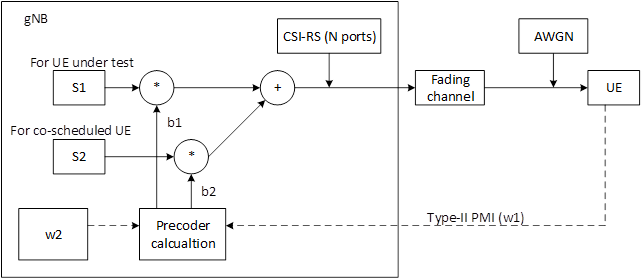 gNB
CSI-RS (N ports)
AWGN
For UE under test
S1
*
+
Fading
channel
UE
b1
For co-scheduled UE
S2
*
b2
w2
Precoder
calcualtion
Type-II PMI (w1)